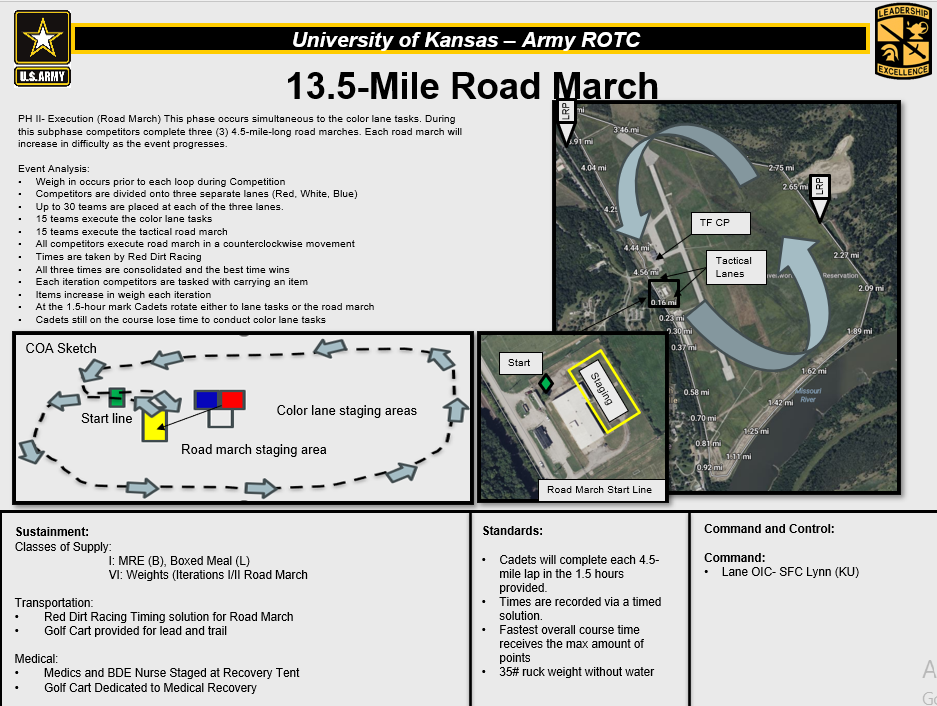 University of Kansas – Army ROTC
LEADERSHIP
EXCELLENCE
U.S.ARMY
13.5-Mile Road March
PH II- Execution (Road March) This phase occurs simultaneous to the color lane tasks. During
this subphase competitors complete three (3) 4.5-mile-long road marches. Each road march will
increase in difficulty as the event progresses.
Event Analysis:
• Weigh in occurs prior to each loop during Competition
• Competitors are divided onto three separate lanes (Red, White, Blue)
• Up to 30 teams are placed at each of the three lanes.
• 15 teams execute the color lane tasks
• 15 teams execute the tactical road march
• All competitors execute road march in a counterclockwise movement
• Times are taken by Red Dirt Racing
• All three times are consolidated and the best time wins
• Each iteration competitors are tasked with carrying an item
• Items increase in weigh each iteration
• At the 1.5-hour mark Cadets rotate either to lane tasks or the road march
• Cadets still on the course lose time to conduct color lane tasks
LRP
mi
3.46 mi
3.91 mi
4.04 mi
2.75 mi
2.65 mi
LRP
4.25
TF CP
4.44 mi
4.56 mi
Tactical
Lanes
2.27 mi
Reservation
2.09 mi
0.16 mi
0.23 mi
0.30 mi
0.37 mi
1.89 mi
1.62 mi
Missouri
River
0.58 mi
1.42 mi
0.70 mi
1.25 mi
0.81 mi
1.11 mi
0.92 mi
COA Sketch
Start line
Color lane staging areas
Road march staging area
Start
Staging
Road March Start Line
Sustainment:
Classes of Supply:
I: MRE (B), Boxed Meal (L)
VI: Weights (Iterations I/II Road March
Transportation:
• Red Dirt Racing Timing solution for Road March
• Golf Cart provided for lead and trail
Medical:
• Medics and BDE Nurse Staged at Recovery Tent
• Golf Cart Dedicated to Medical Recovery
Standards:
• Cadets will complete each 4.5-
mile lap in the 1.5 hours
provided.
• Times are recorded via a timed
solution.
• Fastest overall course time
receives the max amount of
points
• 35# ruck weight without water
Command and Control:
Command:
• Lane OIC- SFC Lynn (KU)
A
Go